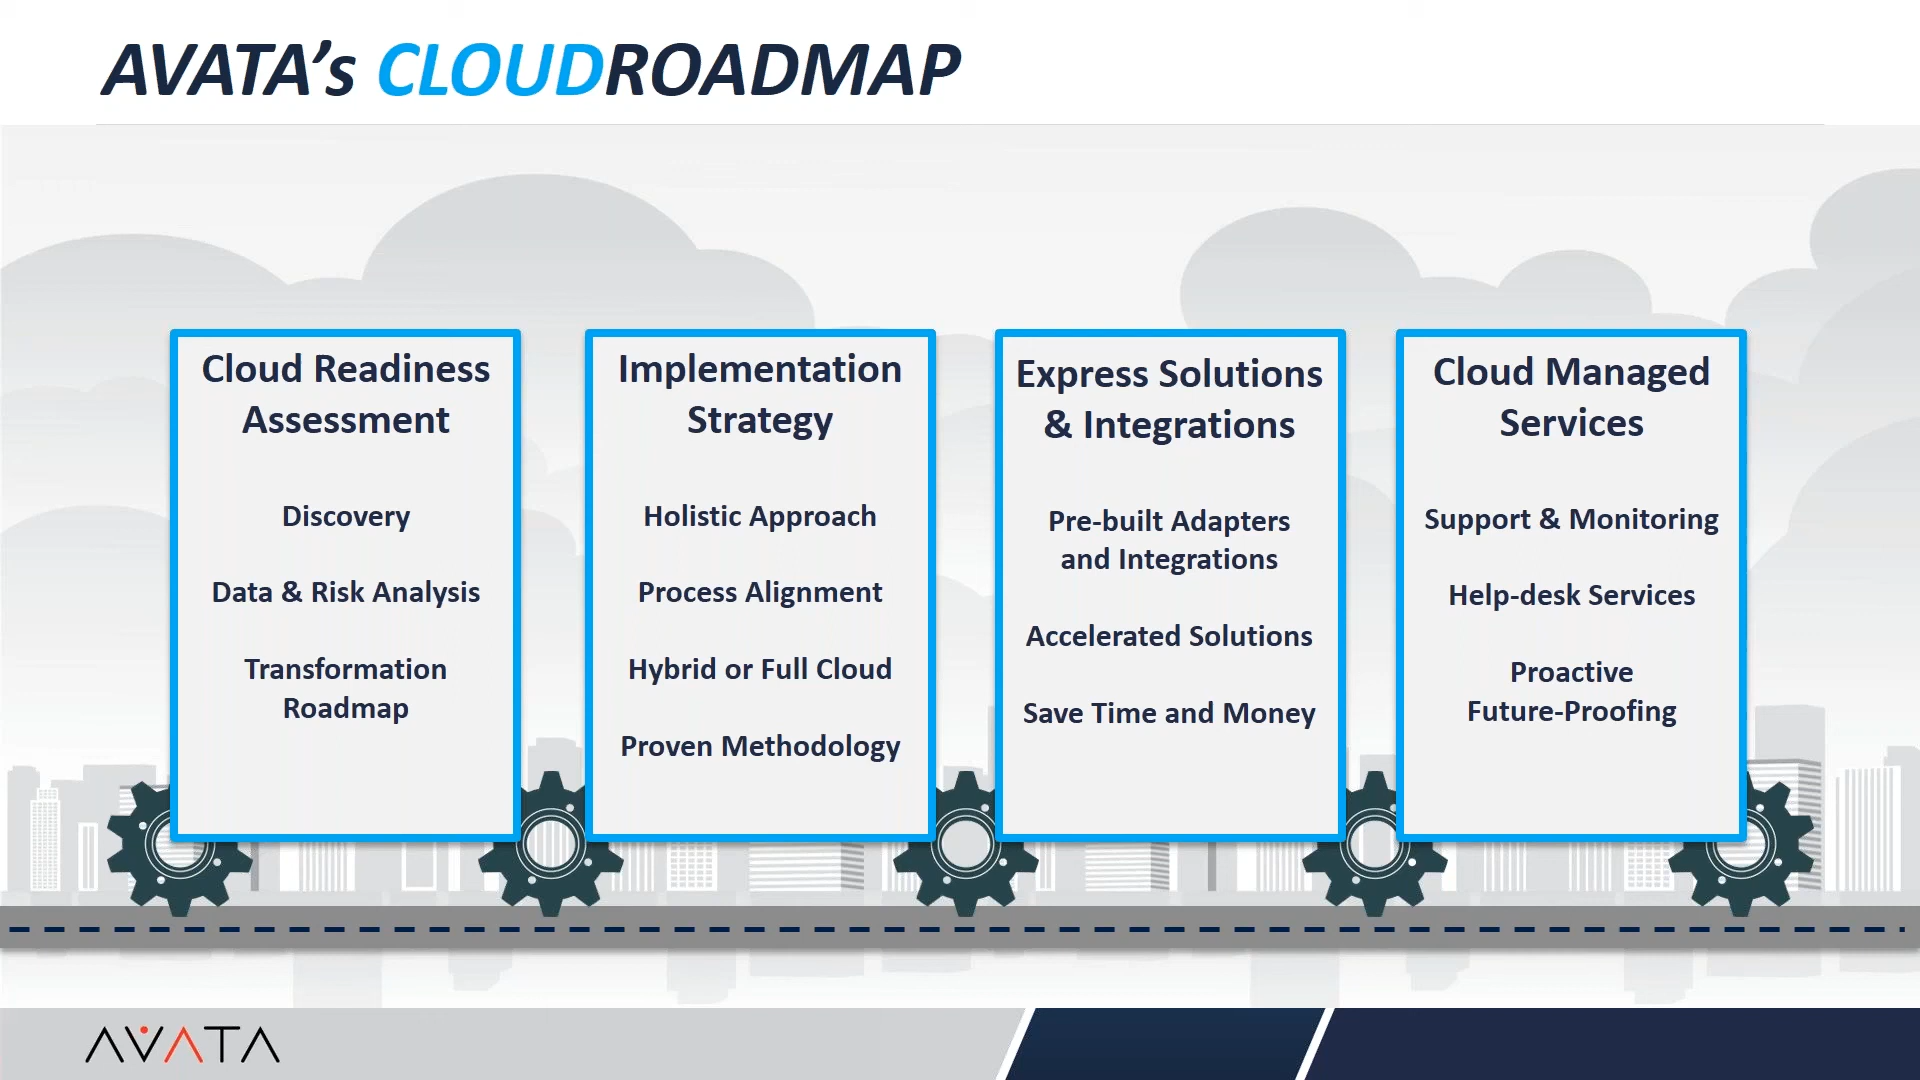 AVATA's CLOUDROADMAP
Cloud Readiness
Assessment
Discovery
Data & Risk Analysis
Transformation
Roadmap
Implementation
Strategy
Holistic Approach
Process Alignment
Hybrid or Full Cloud
Proven Methodology
Express Solutions
& Integrations
Pre-built Adapters
and Integrations
Accelerated Solutions
Save Time and Money
Cloud Managed
Services
Support & Monitoring
Help-desk Services
Proactive
Future-Proofing
AVATA